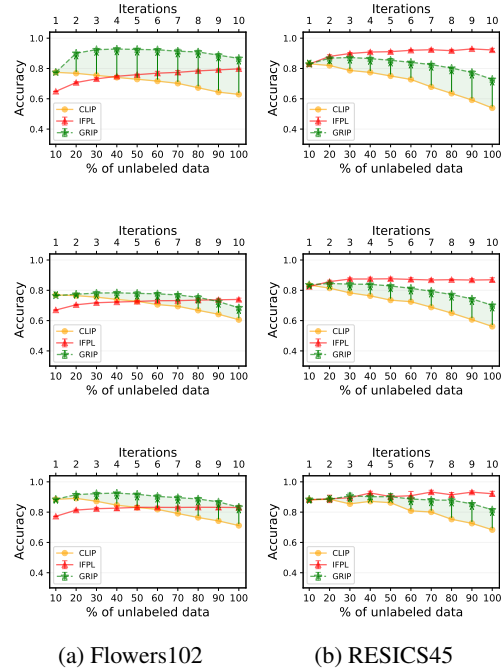 Iterations
Iterations
1 2 3 4 5 6 7 8 9 10
1 2 3 4 5 6 7 8 9 10
1.0
0.8
0.6
0.4
Accuracy
CLIP
IFPL
GRIP
1.0
0.8
0.6
0.4
Accuracy
CLIP
IFPL
GRIP
10 20 30 40 50 60 70 80 90 100
10 20 30 40 50 60 70 80 90 100
% of unlabeled data
% of unlabeled data
Iterations
Iterations
1 2 3 4 5 6 7 8 9 10
1 2 3 4 5 6 7 8 9 10
1.0
0.8
0.6
0.4
Accuracy
CLIP
IFPL
GRIP
1.0
0.8
0.6
0.4
Accuracy
CLIP
IFPL
GRIP
10 20 30 40 50 60 70 80 90 100
10 20 30 40 50 60 70 80 90 100
% of unlabeled data
% of unlabeled data
Iterations
Iterations
1 2 3 4 5 6 7 8 9 10
1 2 3 4 5 6 7 8 9 10
1.0
0.8
0.6
0.4
Accuracy
CLIP
IFPL
GRIP
1.0
0.8
0.6
0.4
Accuracy
CLIP
IFPL
GRIP
10 20 30 40 50 60 70 80 90 100
10 20 30 40 50 60 70 80 90 100
% of unlabeled data
% of unlabeled data
(a) Flowers102
(b) RESICS45